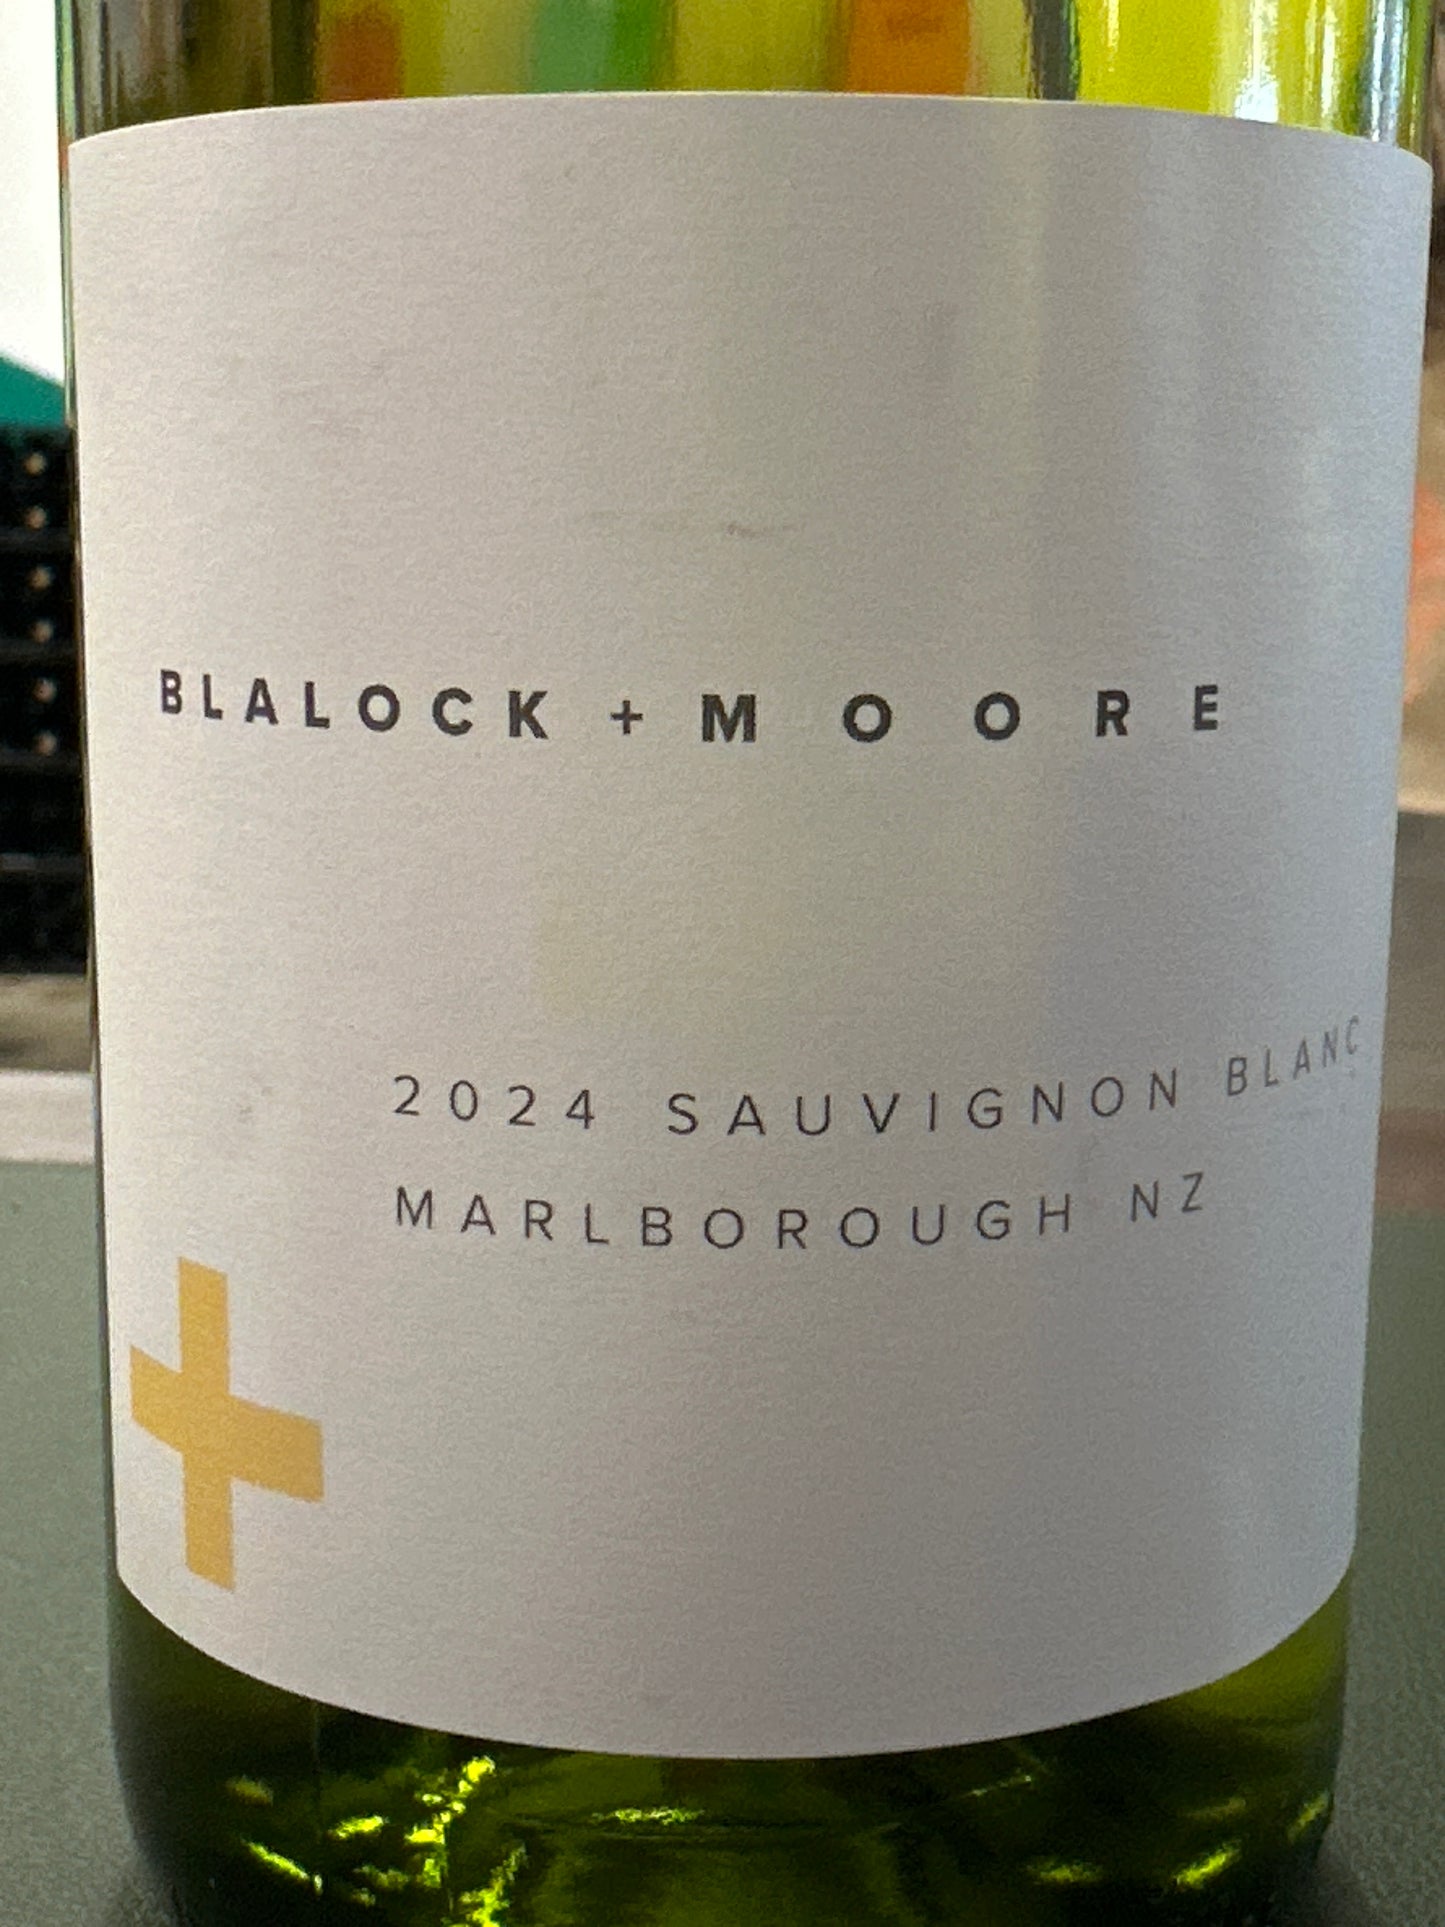 BLALOCK + MOORE
2024 SAUVIGNON BLANC
MARLBOROUGH NZ